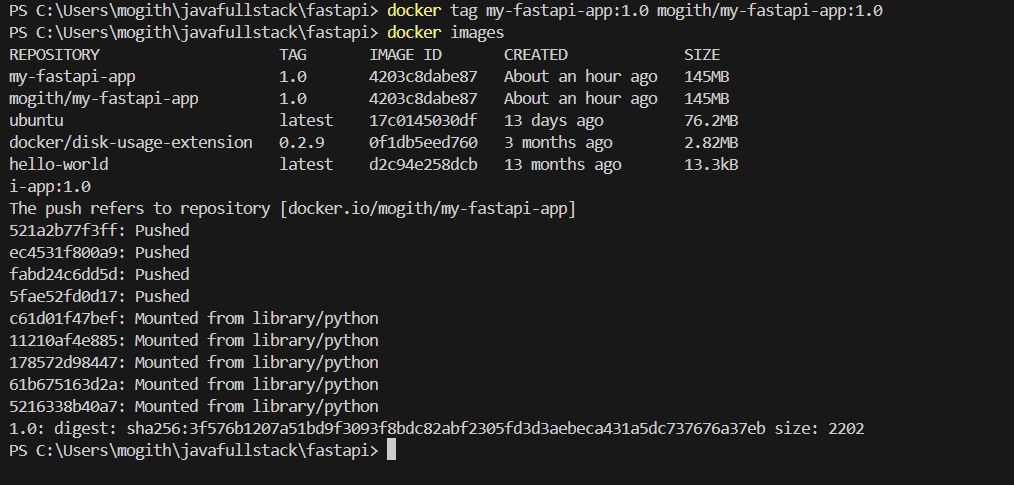 PS C:\Users\mogith\javafullstack\fastapi> docker tag my-fastapi-app:1.0 mogith/my-fastapi-app:1.0
PS C:\Users\mogith\javafullstack\fastapi> docker images
REPOSITORY TAG IMAGE ID CREATED SIZE
my-fastapi-app 1.0 4203c8dabe87 About an hour ago 145MB
mogith/my-fastapi-app 1.0 4203c8dabe87 About an hour ago 145MB
ubuntu latest 17c0145030df 13 days ago 76.2MB
docker/disk-usage-extension 0.2.9 0f1db5eed760 3 months ago 2.82MB
hello-world latest d2c94e258dcb 13 months ago 13.3kB
i-app:1.0
The push refers to repository [docker.io/mogith/my-fastapi-app]
521a2b77f3ff: Pushed
ec4531f800a9: Pushed
fabd24c6dd5d: Pushed
5fae52fd0d17: Pushed
c61d01f47bef: Mounted from library/python
11210af4e885: Mounted from library/python
178572d98447: Mounted from library/python
61b675163d2a: Mounted from library/python
5216338b40a7: Mounted from library/python
1.0: digest: sha256:3f576b1207a51bd9f3093f8bdc82abf2305fd3d3aebeca431a5dc737676a37eb size: 2202
PS C:\Users\mogith\javafullstack\fastapi>